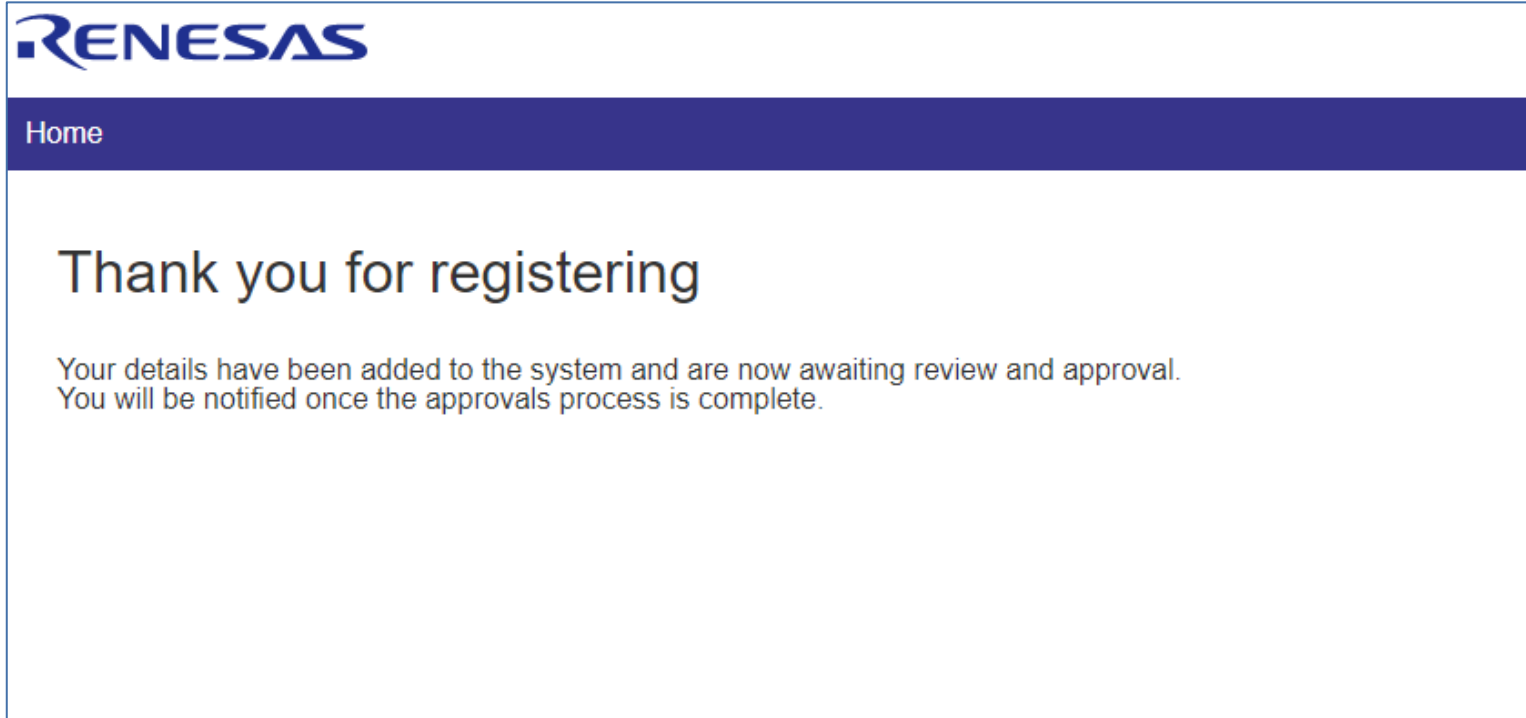 RENESAS
Home
Thank you for registering
Your details have been added to the system and are now awaiting review and approval.
You will be notified once the approvals process is complete.